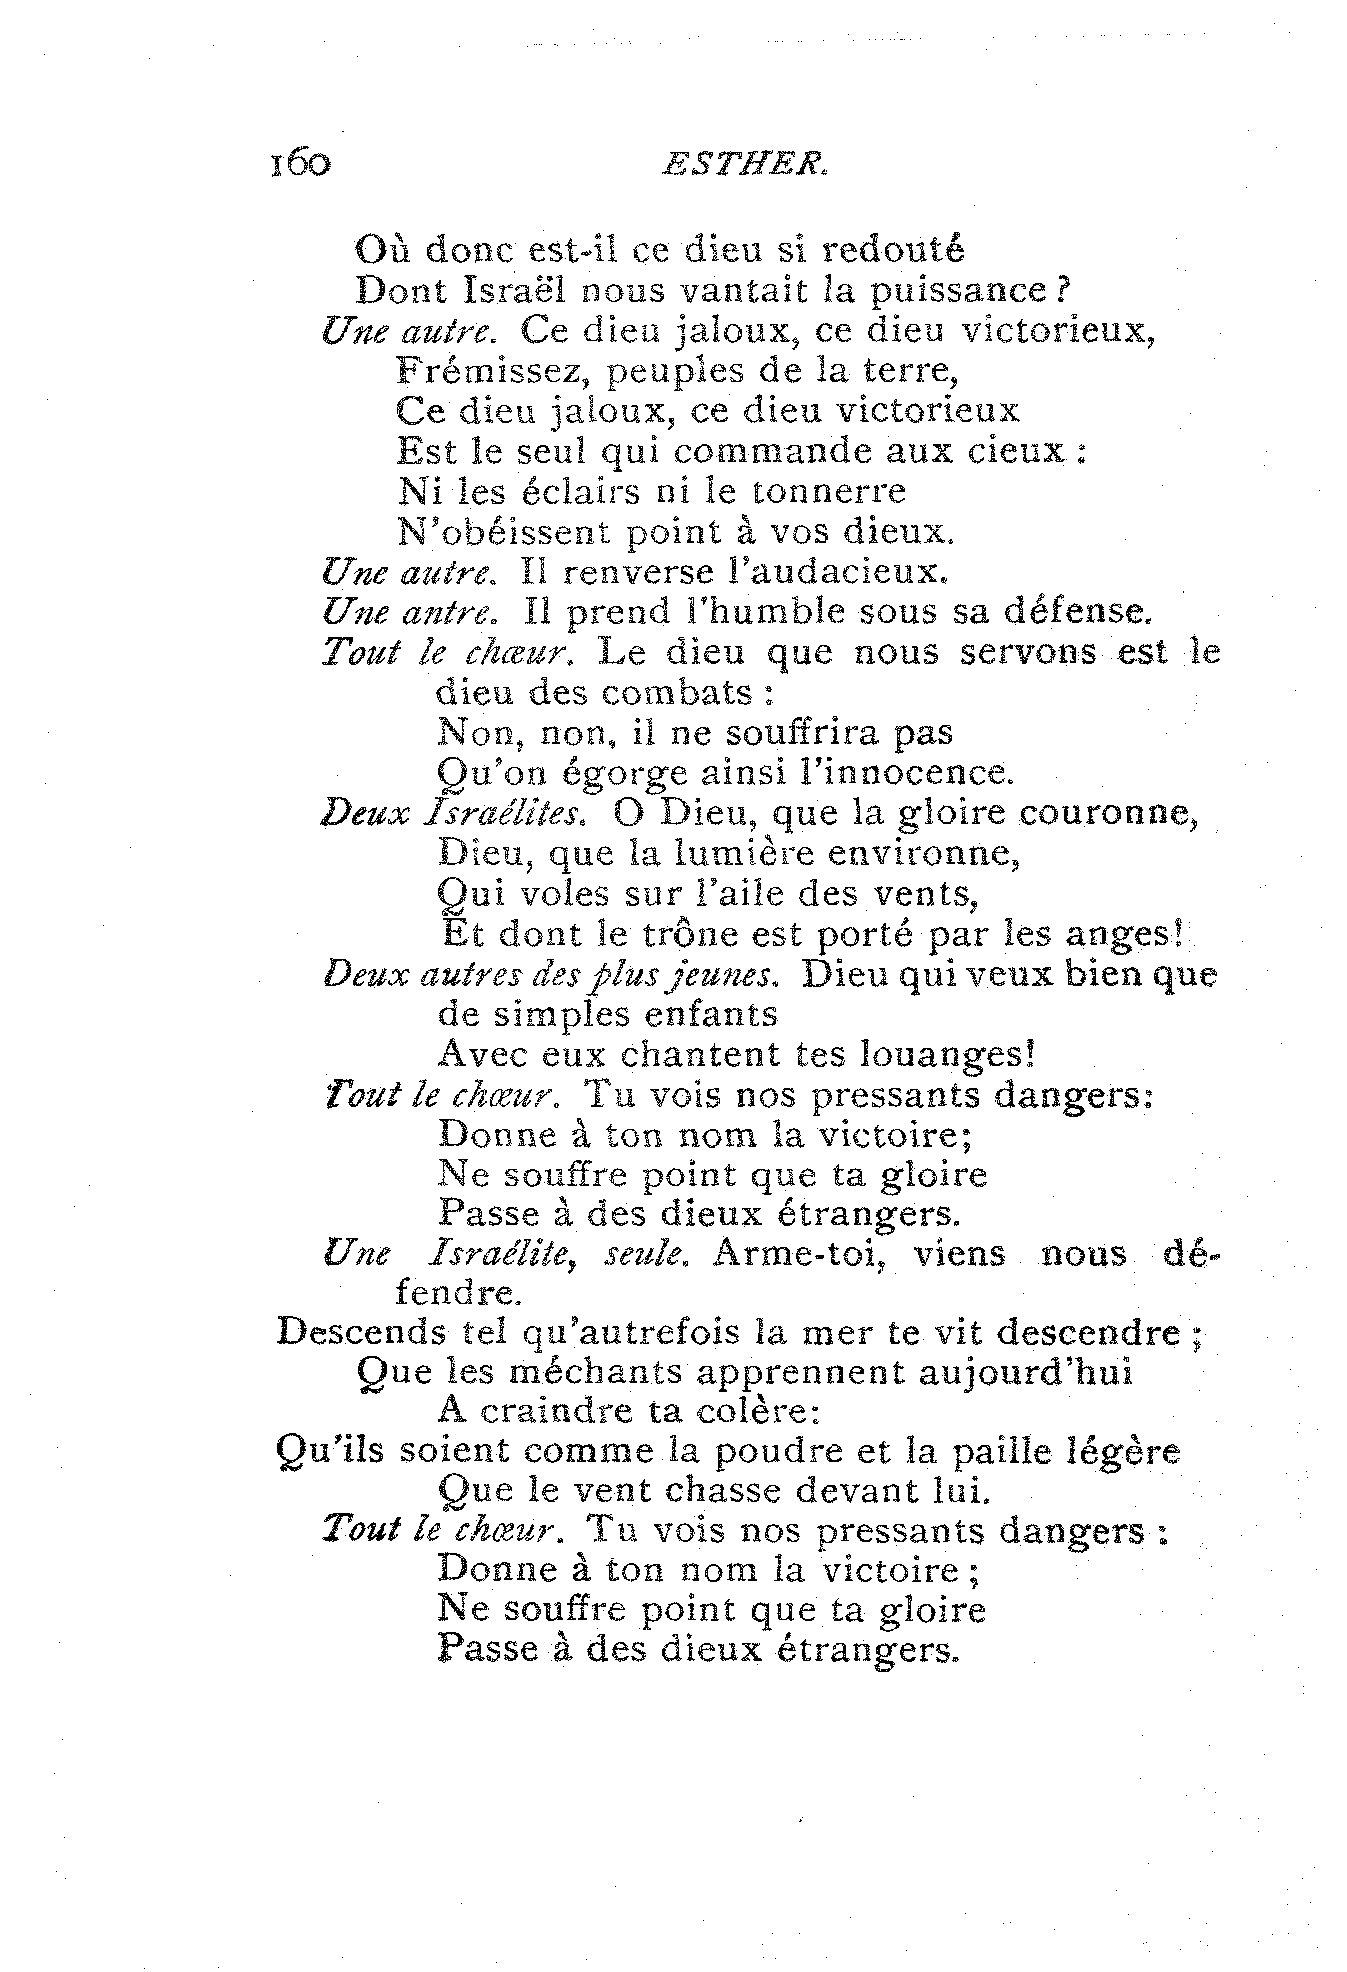 160 ESTHER.
Où donc est-il ce dieu si redouté
Dont Israël nous vantait la puissance ?
Une autre. Ce dieu jaloux, ce dieu victorieux,
Frémissez, peuples de la terre,
Ce dieu jaloux, ce dieu victorieux
Est le seul qui commande aux cieux :
Ni les éclairs ni le tonnerre
N'obéissent point à vos dieux.
Une autre. Il renverse l'audacieux.
Une antre. Il prend l'humble sous sa défense.
Tout le chœur. Le dieu que nous servons est le
dieu des combats :
Non, non, il ne souffrira pas
Qu'on égorge ainsi l'innocence.
Deux Israélites. O Dieu, que la gloire couronne,
Dieu, que la lumière environne,
Qui voles sur l'aile des vents,
Et dont le trône est porté par les anges!
Deux autres des plus jeunes. Dieu qui veux bien que
de simples enfants
Avec eux chantent tes louanges!
Tout le chœur. Tu vois nos pressants dangers:
Donne à ton nom la victoire;
Ne souffre point que ta gloire
Passe à des dieux étrangers.
Une Israélite, seule. Arme-toi, viens nous dé-
fendre.
Descends tel qu'autrefois la mer te vit descendre ;
Que les méchants apprennent aujourd'hui
A craindre ta colère:
Qu'ils soient comme la poudre et la paille légère
Que le vent chasse devant lui.
Tout le chœur. Tu vois nos pressants dangers :
Donne à ton nom la victoire ;
Ne souffre point que ta gloire
Passe à des dieux étrangers.